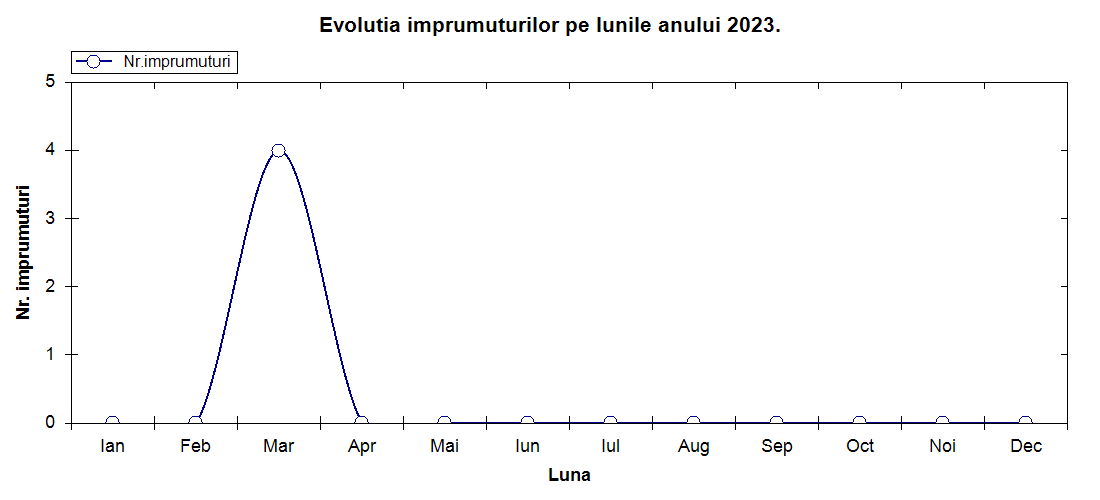 Evolutia imprumuturilor pe lunile anului 2023.
Nr.imprumuturi
5
4
3
2
1
0
Nr. imprumuturi
Ian Feb Mar Apr Mai Iun Iul Aug Sep Oct Noi Dec
Luna